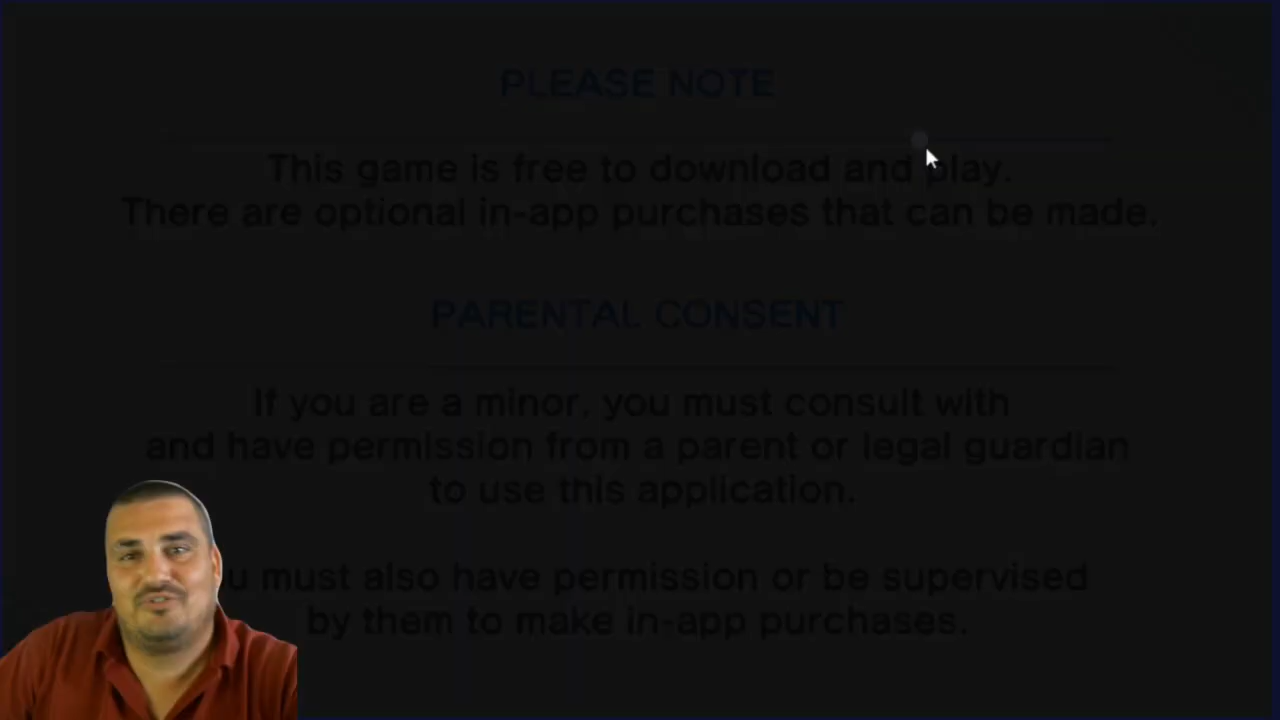 PLEASE NOTE
This game is free to download and play.
There are optional in-app purchases that can be made.
PARENTAL CONSENT
If you are a minor, you must consult with
and have permission from a parent or legal guardian
to use this application.
must also have permission or be supervised
by them to make in-app purchases.